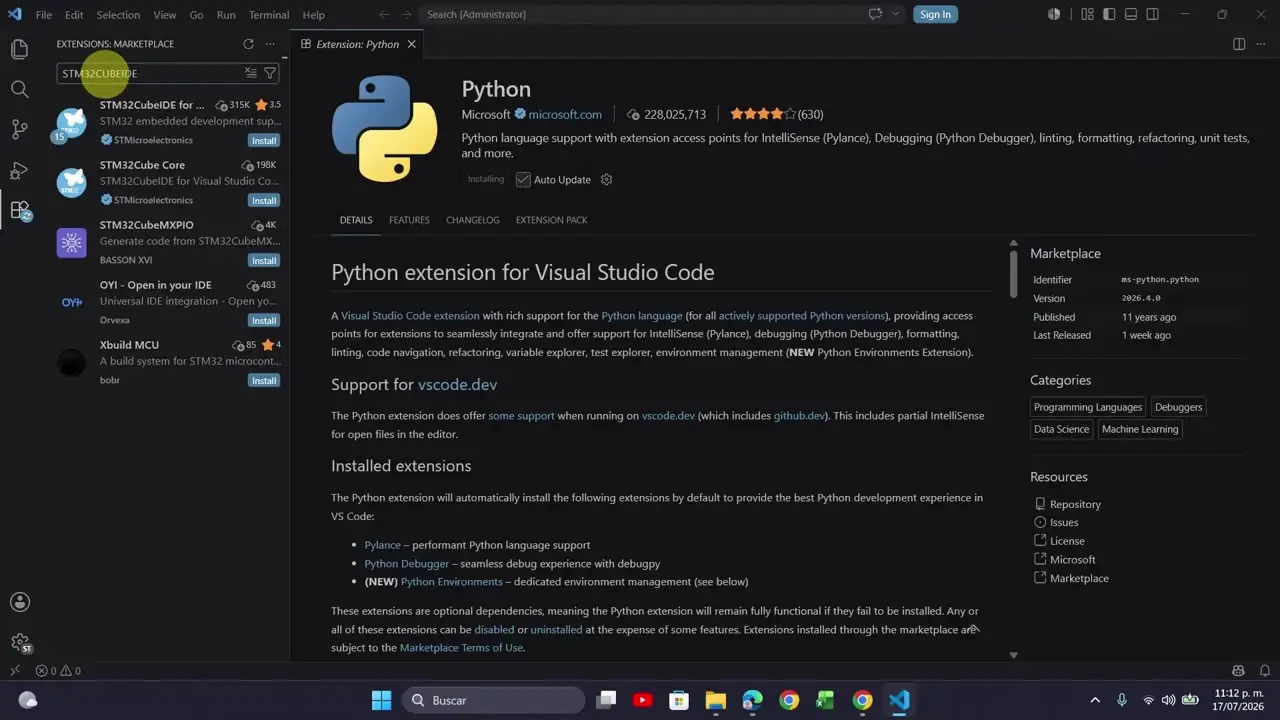 File Edit Selection View Go Run Terminal Help
Search [Administrator]
Sign In
EXTENSIONS: MARKETPLACE
STM32CUBEIDE
STM32CubeIDE for ... 315K 3.5
STM32 embedded development sup...
STMicroelectronics
Install
15
STM32Cube Core 198K
STM32CubeIDE for Visual Studio Co...
STMicroelectronics
Install
STM32CubeMXPIO 4K
Generate code from STM32CubeMX...
BASSON XVI
Install
OYI - Open in your IDE 483
Universal IDE integration - Open yo...
Orvexa
Install
Xbuild MCU 85 4
A build system for STM32 microcont...
bobr
Install
Extension: Python
Python
Microsoft microsoft.com 228,025,713 (630)
Python language support with extension access points for IntelliSense (Pylance), Debugging (Python Debugger), linting, formatting, refactoring, unit tests,
and more.
Installing Auto Update
DETAILS FEATURES CHANGELOG EXTENSION PACK
Python extension for Visual Studio Code
A Visual Studio Code extension with rich support for the Python language (for all actively supported Python versions), providing access
points for extensions to seamlessly integrate and offer support for IntelliSense (Pylance), debugging (Python Debugger), formatting,
linting, code navigation, refactoring, variable explorer, test explorer, environment management (NEW Python Environments Extension).
Support for vscode.dev
The Python extension does offer some support when running on vscode.dev (which includes github.dev). This includes partial IntelliSense
for open files in the editor.
Installed extensions
The Python extension will automatically install the following extensions by default to provide the best Python development experience in
VS Code:
• Pylance – performant Python language support
• Python Debugger – seamless debug experience with debugpy
• (NEW) Python Environments – dedicated environment management (see below)
These extensions are optional dependencies, meaning the Python extension will remain fully functional if they fail to be installed. Any or
all of these extensions can be disabled or uninstalled at the expense of some features. Extensions installed through the marketplace are
subject to the Marketplace Terms of Use.
Marketplace
Identifier ms-python.python
Version 2026.4.0
Published 11 years ago
Last Released 1 week ago
Categories
Programming Languages Debuggers
Data Science Machine Learning
Resources
Repository
Issues
License
Microsoft
Marketplace
ST
0 0
Buscar
11:12 p. m.
17/07/2026